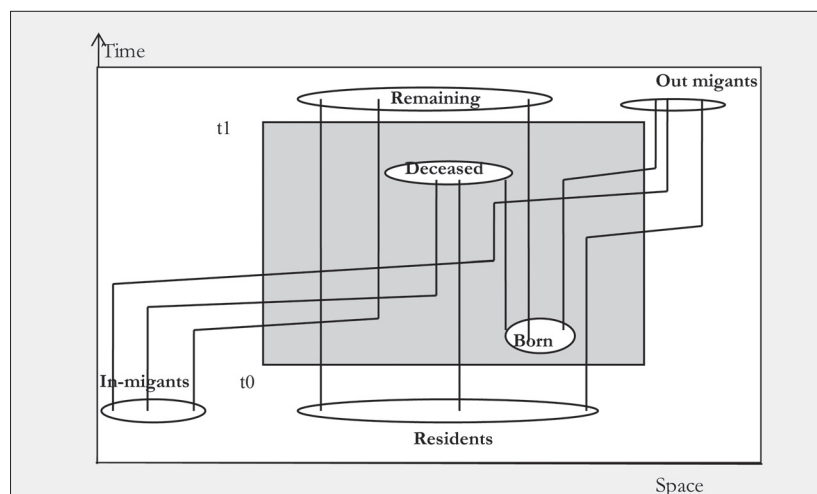 Time
Out migants
Remaining
t1
Deceased
Born
In-migants
t0
Residents
Space